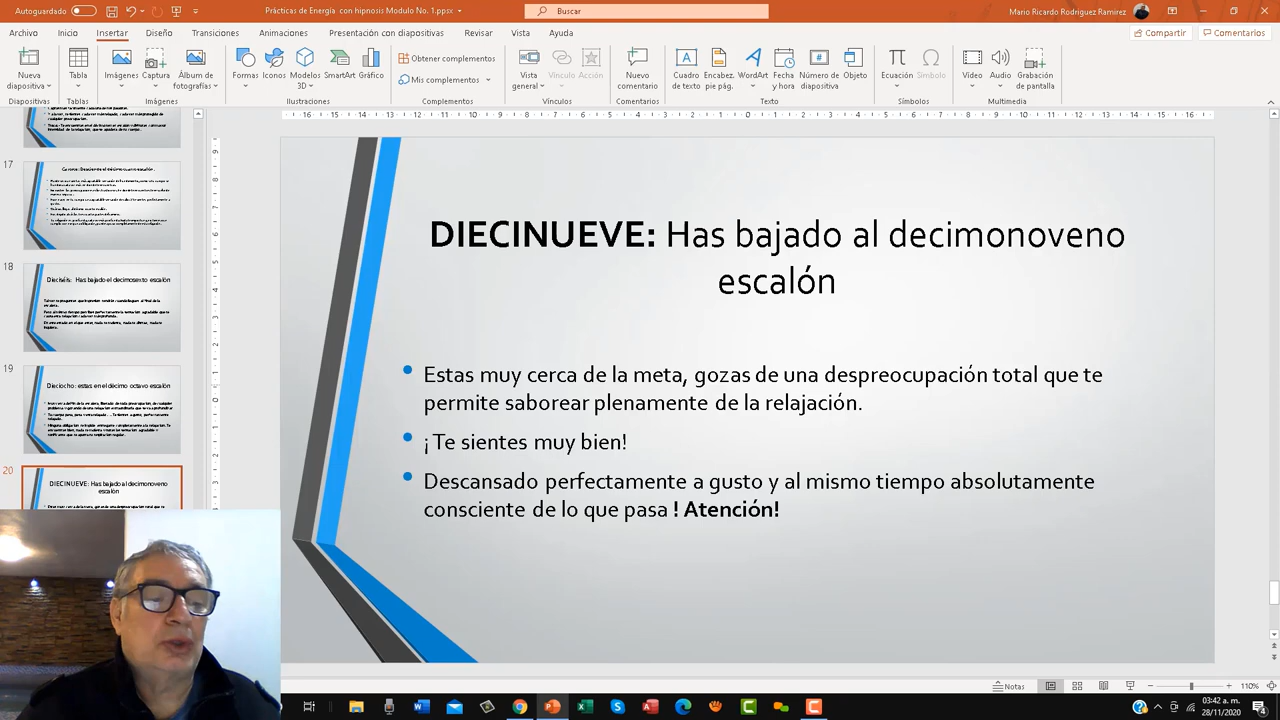 Autoguardado
Prácticas de Energía con hipnosis Modulo No. 1.ppsx
Buscar
Mario Ricardo Rodriguez Ramirez
Archivo Inicio Insertar Diseño Transiciones Animaciones Presentación con diapositivas Revisar Vista Ayuda
Compartir Comentarios
Nueva diapositiva
Tabla
Imágenes
Captura
Álbum de fotografías
Formas
Iconos
Modelos 3D
SmartArt
Gráfico
Obtener complementos
Mis complementos
Vista general
Vínculo
Acción
Nuevo comentario
Cuadro de texto
Encabez. pie pág.
WordArt
Fecha y hora
Número de diapositiva
Objeto
Ecuación
Símbolo
Vídeo
Audio
Grabación de pantalla
Diapositivas Tablas Imágenes Ilustraciones Complementos Vínculos Comentarios Texto Símbolos Multimedia
17
18
Has bajado el decimosexto escalón
19
Dieciocho: estas en el décimo octavo escalón
20
DIECINUEVE: Has bajado al decimonoveno
escalón
DIECINUEVE: Has bajado al decimonoveno
escalón
Estas muy cerca de la meta, gozas de una despreocupación total que te
permite saborear plenamente de la relajación.
¡Te sientes muy bien!
Descansado perfectamente a gusto y al mismo tiempo absolutamente
consciente de lo que pasa ! Atención!
Notas
110%
03:42 a. m.
28/11/2020